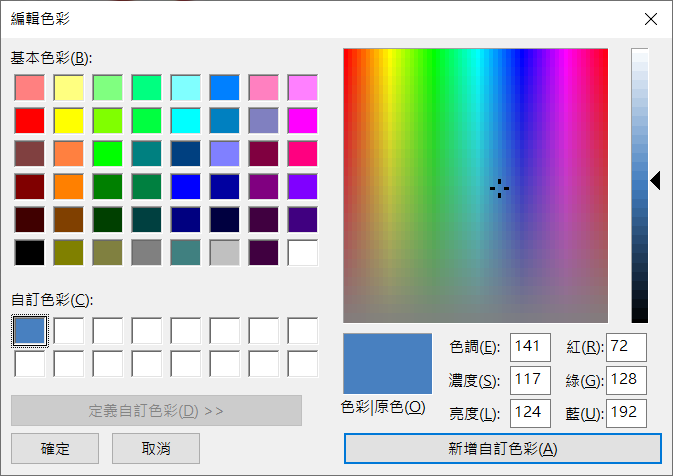 編輯色彩
基本色彩(B):
自訂色彩(C):
定義自訂色彩(D) >>
確定 取消
色彩|原色(O)
色調(E): 141 紅(R): 72
濃度(S): 117 綠(G): 128
亮度(L): 124 藍(U): 192
新增自訂色彩(A)